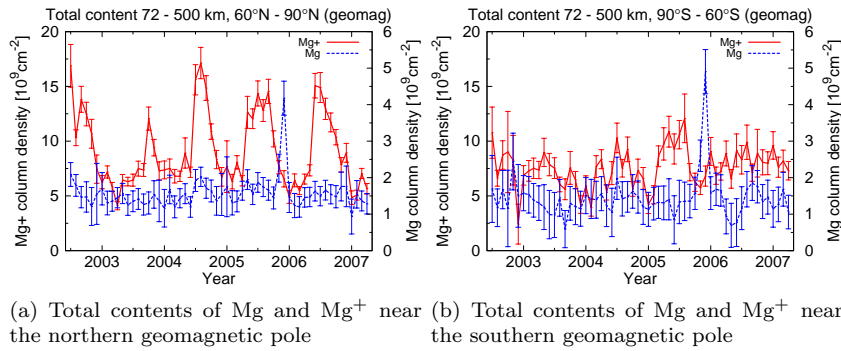 Total content 72 - 500 km, 60°N - 90°N (geomag)
20
15
10
5
0
Mg+ column density [10⁹cm⁻²]
Mg+
Mg
6
5
4
3
2
1
0
Mg column density [10⁹cm⁻²]
2003 2004 2005 2006 2007
Year
(a) Total contents of Mg and Mg⁺ near
the northern geomagnetic pole
Total content 72 - 500 km, 90°S - 60°S (geomag)
20
15
10
5
0
Mg+ column density [10⁹cm⁻²]
Mg+
Mg
6
5
4
3
2
1
0
Mg column density [10⁹cm⁻²]
2003 2004 2005 2006 2007
Year
(b) Total contents of Mg and Mg⁺ near
the southern geomagnetic pole